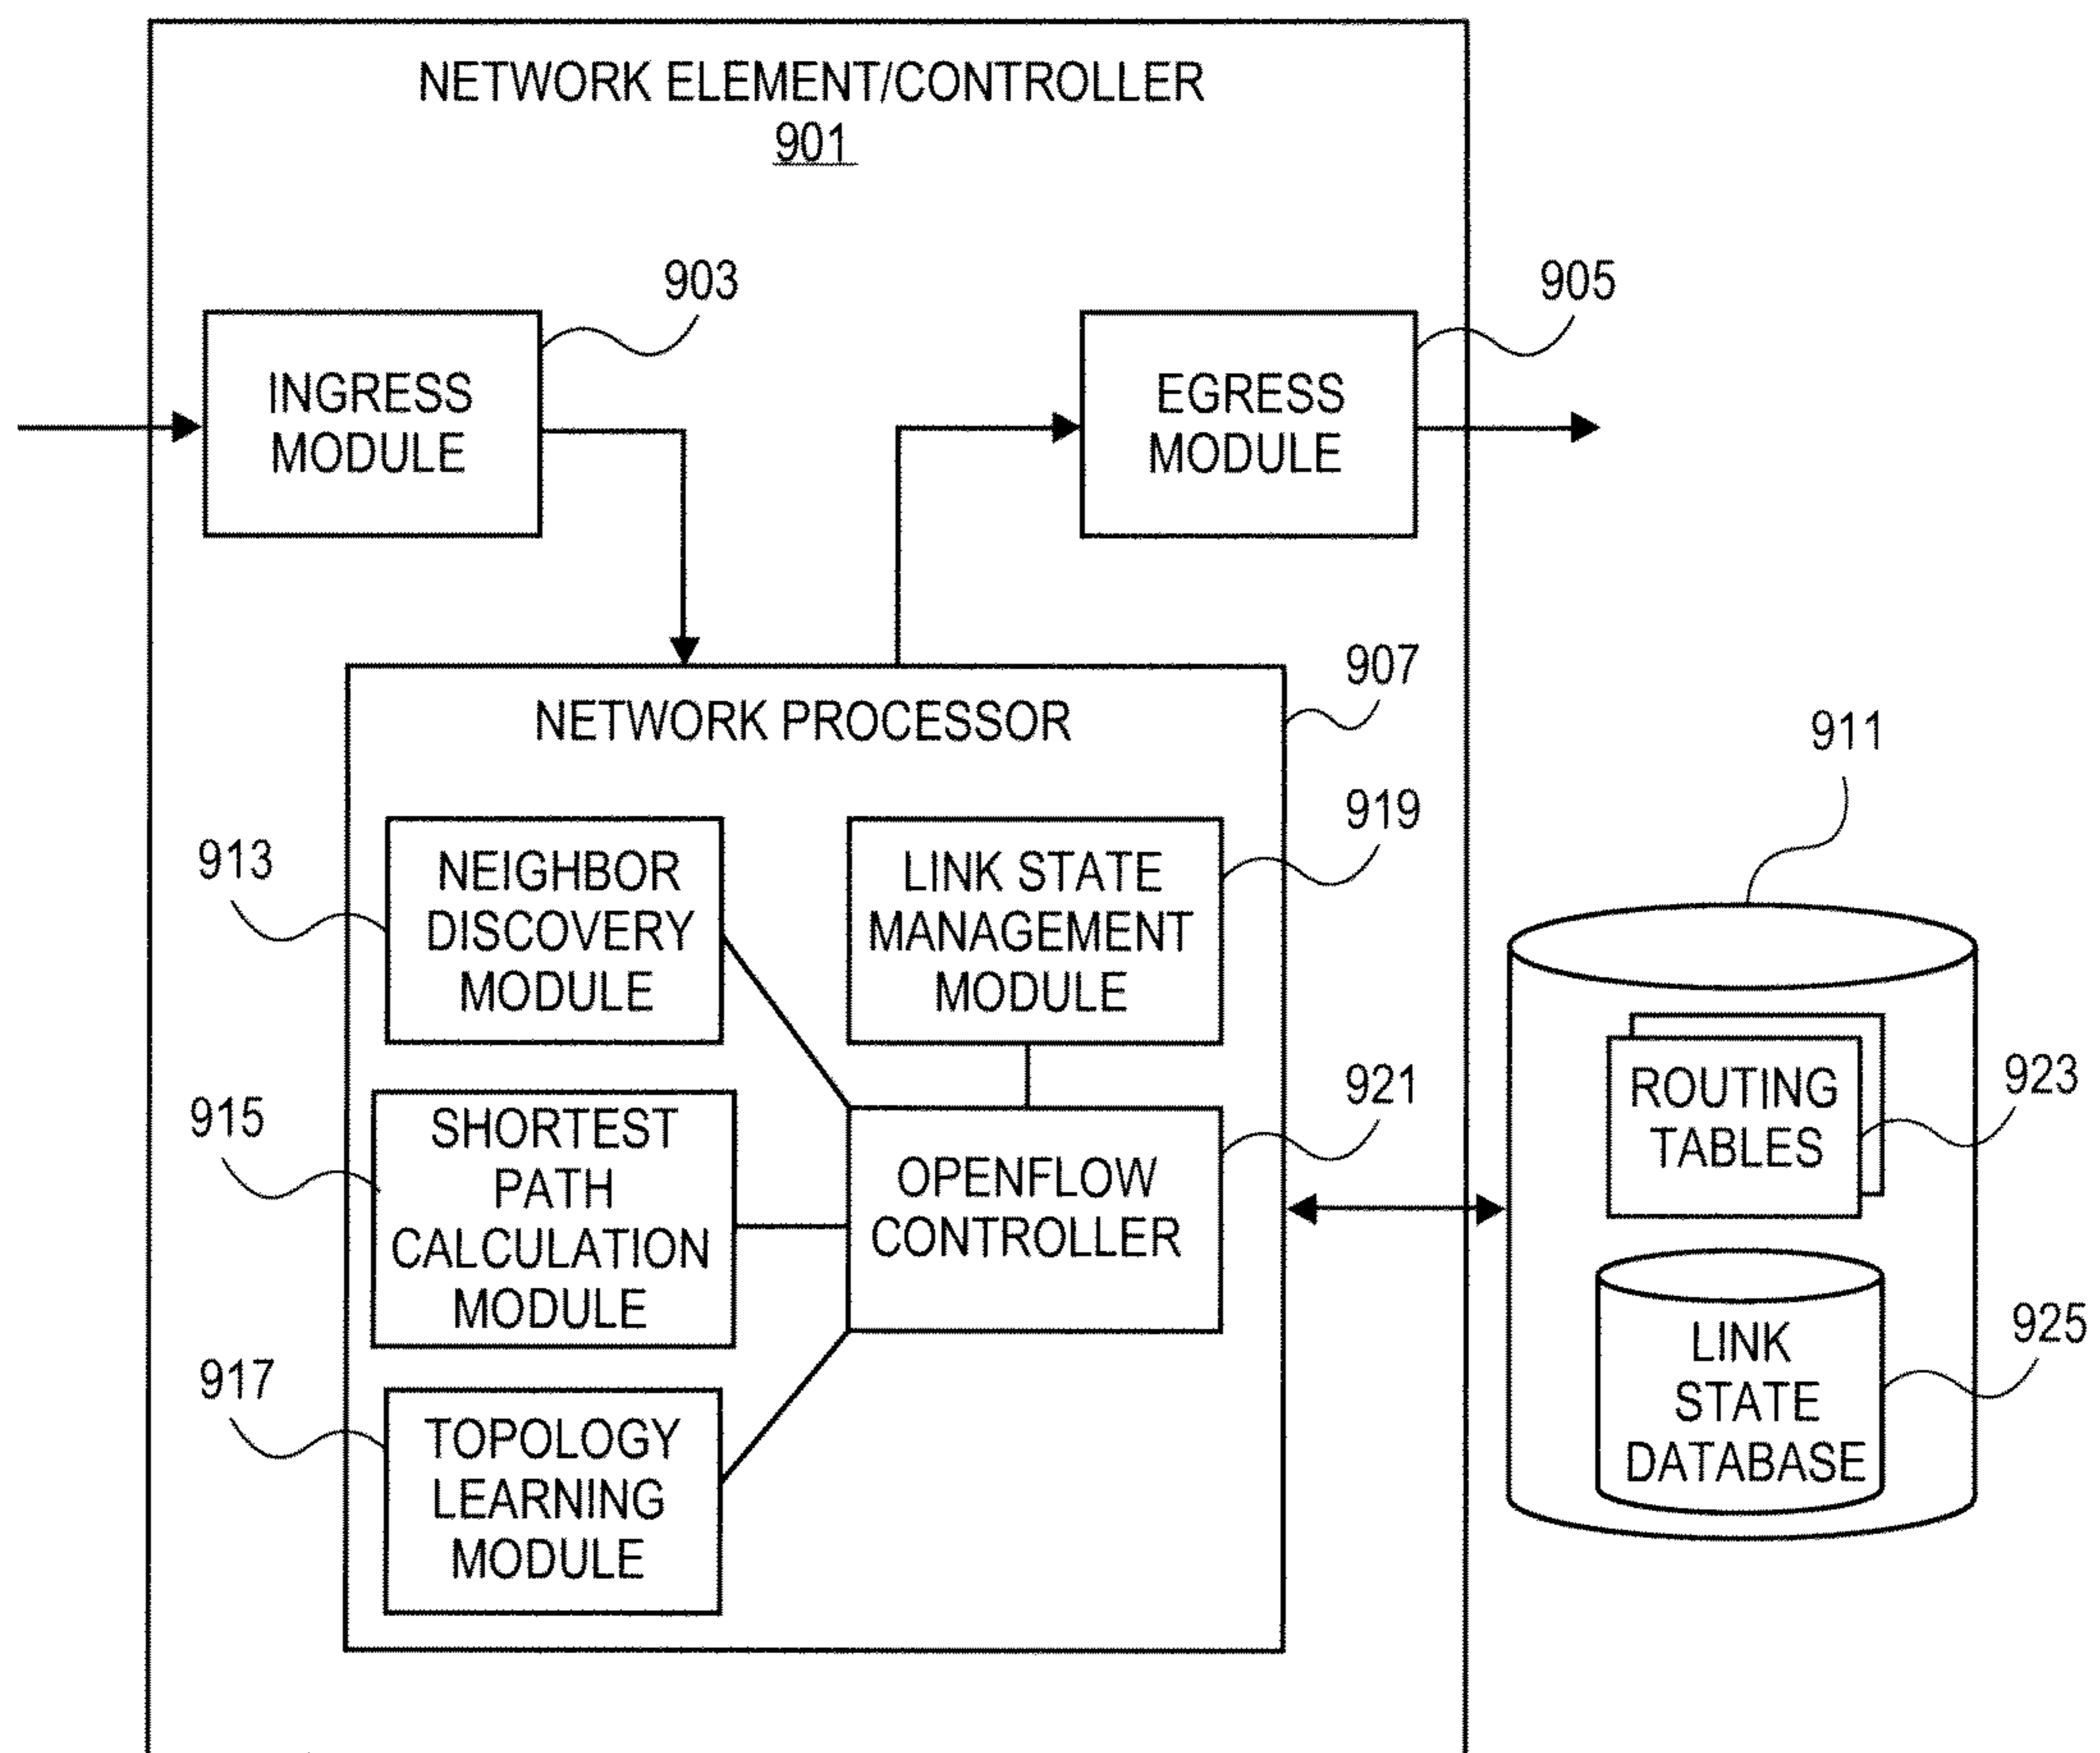 NETWORK ELEMENT/CONTROLLER
901
903
905
INGRESS
MODULE
EGRESS
MODULE
907
NETWORK PROCESSOR
911
913
NEIGHBOR
DISCOVERY
MODULE
919
LINK STATE
MANAGEMENT
MODULE
915
SHORTEST
PATH
CALCULATION
MODULE
921
OPENFLOW
CONTROLLER
923
ROUTING
TABLES
917
TOPOLOGY
LEARNING
MODULE
925
LINK
STATE
DATABASE